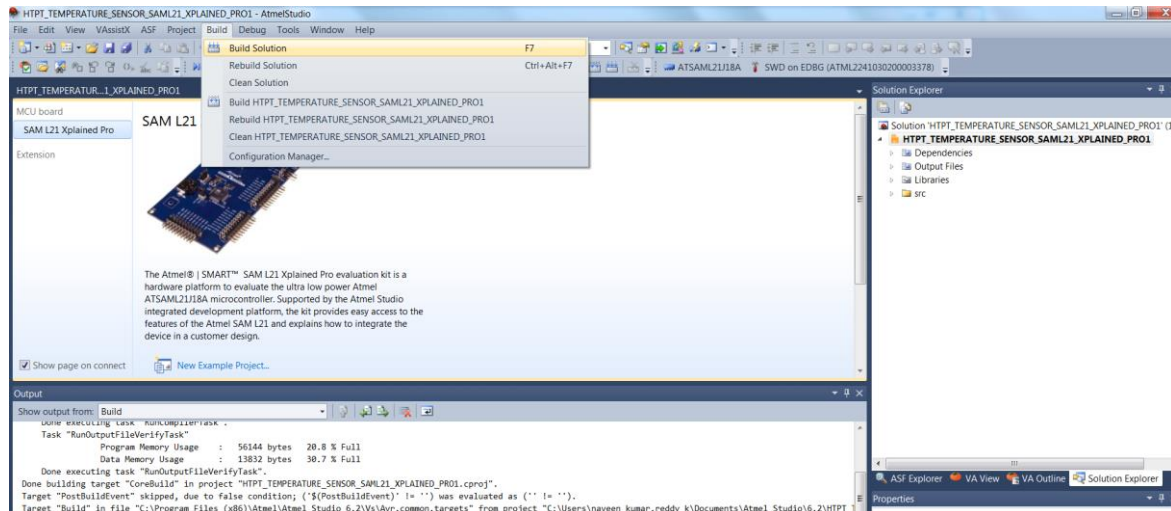 HTPT_TEMPERATURE_SENSOR_SAML21_XPLAINED_PRO1 - AtmelStudio
File Edit View VAssistX ASF Project Build Debug Tools Window Help
Build Solution F7
Rebuild Solution Ctrl+Alt+F7
Clean Solution
Build HTPT_TEMPERATURE_SENSOR_SAML21_XPLAINED_PRO1
Rebuild HTPT_TEMPERATURE_SENSOR_SAML21_XPLAINED_PRO1
Clean HTPT_TEMPERATURE_SENSOR_SAML21_XPLAINED_PRO1
Configuration Manager...
ATSAML21J18A SWD on EDBG (ATML2241030200003378)
HTPT_TEMPERATUR...1_XPLAINED_PRO1
MCU board
SAM L21 Xplained Pro
Extension
SAM L21
The Atmel® | SMART™ SAM L21 Xplained Pro evaluation kit is a
hardware platform to evaluate the ultra low power Atmel
ATSAML21J18A microcontroller. Supported by the Atmel Studio
integrated development platform, the kit provides easy access to the
features of the Atmel SAM L21 and explains how to integrate the
device in a customer design.
Show page on connect
New Example Project...
Solution Explorer
Solution 'HTPT_TEMPERATURE_SENSOR_SAML21_XPLAINED_PRO1' (1
HTPT_TEMPERATURE_SENSOR_SAML21_XPLAINED_PRO1
Dependencies
Output Files
Libraries
src
ASF Explorer VA View VA Outline Solution Explorer
Properties
Output
Show output from: Build
Done executing task "RunCompilerTask".
Task "RunOutputFileVerifyTask"
Program Memory Usage : 56144 bytes 20.8 % Full
Data Memory Usage : 13832 bytes 30.7 % Full
Done executing task "RunOutputFileVerifyTask".
Done building target "CoreBuild" in project "HTPT_TEMPERATURE_SENSOR_SAML21_XPLAINED_PRO1.cproj".
Target "PostBuildEvent" skipped, due to false condition; ('$(PostBuildEvent)' != '') was evaluated as ('' != '').
Target "Build" in file "C:\Program Files (x86)\Atmel\Atmel Studio 6.2\Vs\Avr.common.targets" from project "C:\Users\naveen kumar.reddy k\Documents\Atmel Studio\6.2\HTPT_T